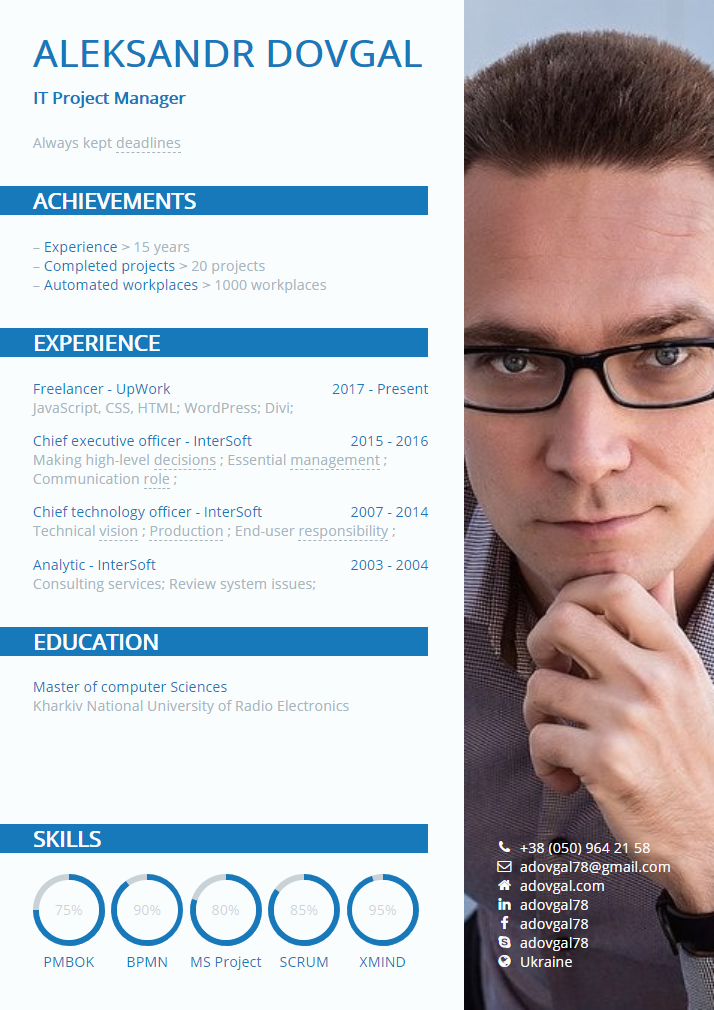 ALEKSANDR DOVGAL
IT Project Manager
Always kept deadlines
ACHIEVEMENTS
– Experience > 15 years
– Completed projects > 20 projects
– Automated workplaces > 1000 workplaces
EXPERIENCE
Freelancer - UpWork 2017 - Present
JavaScript, CSS, HTML; WordPress; Divi;
Chief executive officer - InterSoft 2015 - 2016
Making high-level decisions ; Essential management ;
Communication role ;
Chief technology officer - InterSoft 2007 - 2014
Technical vision ; Production ; End-user responsibility ;
Analytic - InterSoft 2003 - 2004
Consulting services; Review system issues;
EDUCATION
Master of computer Sciences
Kharkiv National University of Radio Electronics
SKILLS
75% 90% 80% 85% 95%
PMBOK BPMN MS Project SCRUM XMIND
+38 (050) 964 21 58
adovgal78@gmail.com
adovgal.com
adovgal78
adovgal78
adovgal78
Ukraine